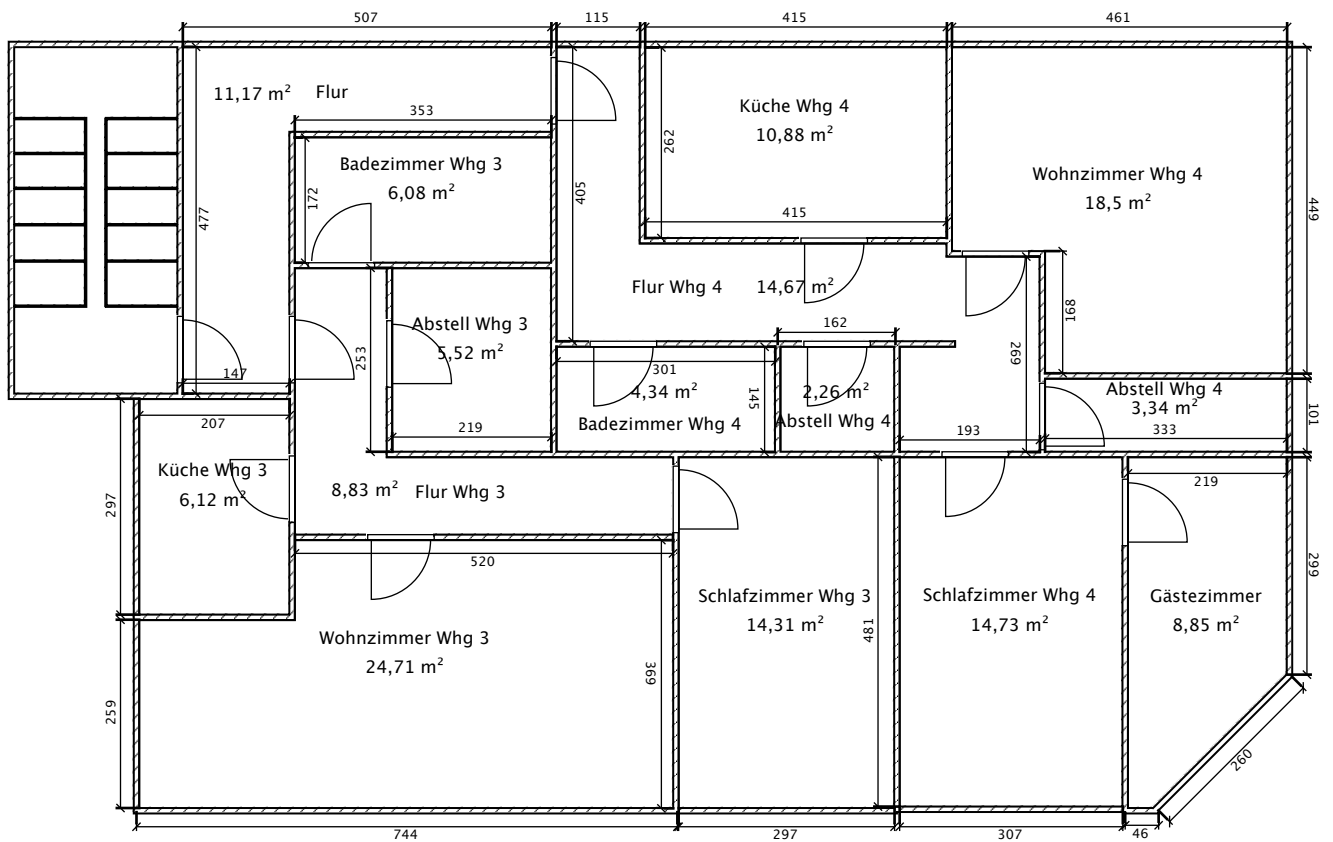 507
115
415
461
11,17 m² Flur
353
Küche Whg 4
10,88 m²
262
Badezimmer Whg 3
6,08 m²
172
Wohnzimmer Whg 4
18,5 m²
477
405
449
415
Flur Whg 4 14,67 m²
168
Abstell Whg 3
5,52 m²
253
162
269
147
301
4,34 m²
Badezimmer Whg 4
145
2,26 m²
Abstell Whg 4
Abstell Whg 4
3,34 m²
101
207
219
193
333
Küche Whg 3
6,12 m²
297
8,83 m² Flur Whg 3
219
520
299
Schlafzimmer Whg 3
14,31 m²
481
Schlafzimmer Whg 4
14,73 m²
Gästezimmer
8,85 m²
Wohnzimmer Whg 3
24,71 m²
369
259
260
744
297
307
46